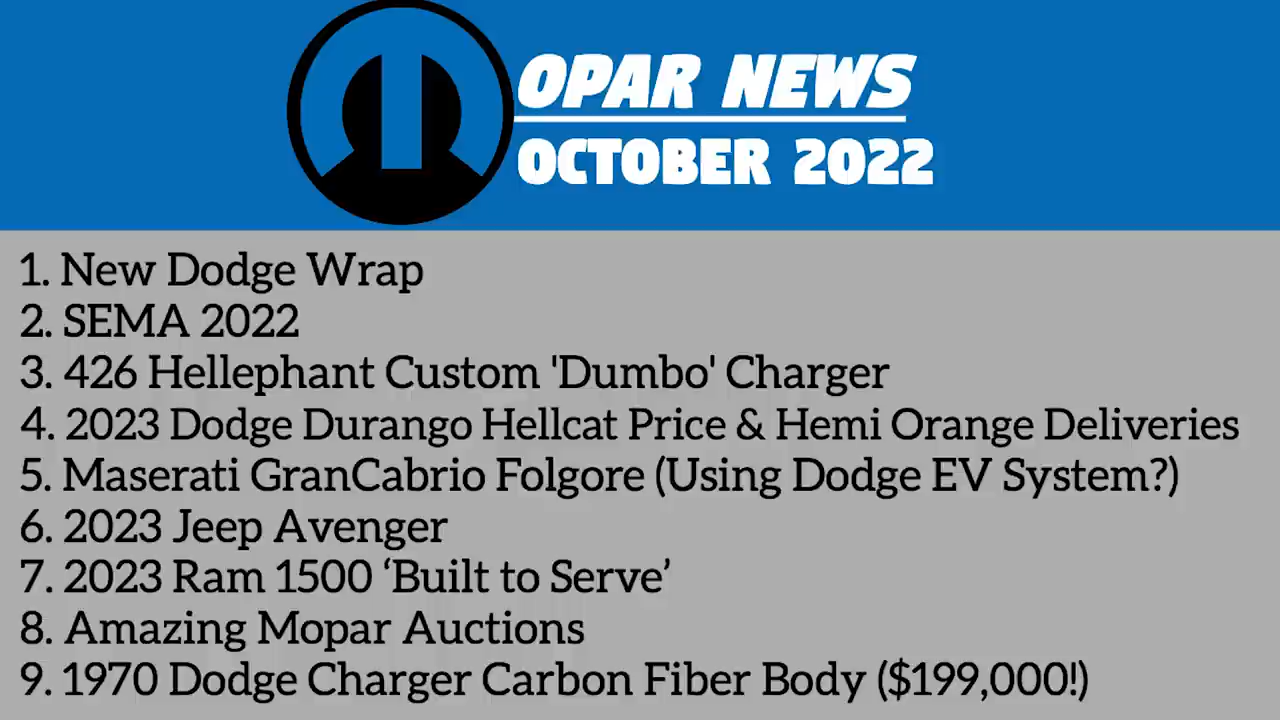 OPAR NEWS
OCTOBER 2022
1. New Dodge Wrap
2. SEMA 2022
3. 426 Hellephant Custom 'Dumbo' Charger
4. 2023 Dodge Durango Hellcat Price & Hemi Orange Deliveries
5. Maserati GranCabrio Folgore (Using Dodge EV System?)
6. 2023 Jeep Avenger
7. 2023 Ram 1500 ‘Built to Serve’
8. Amazing Mopar Auctions
9. 1970 Dodge Charger Carbon Fiber Body ($199,000!)